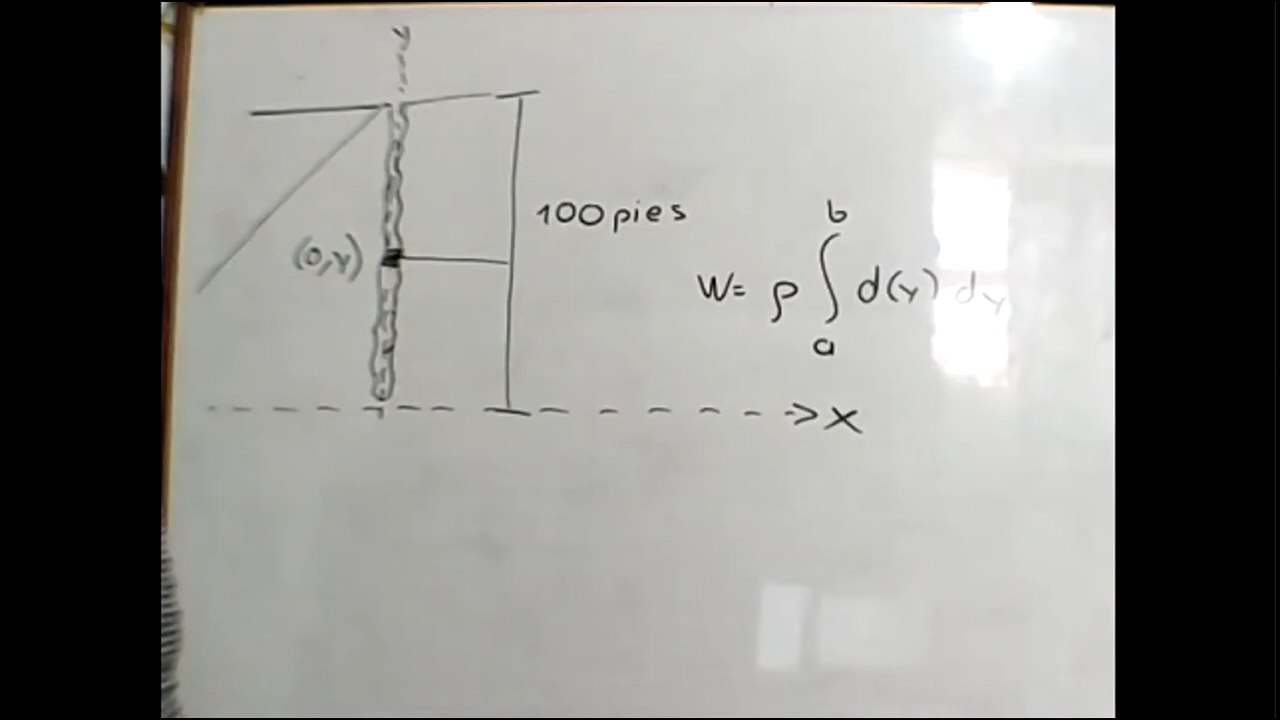 y
100 pies
(0,y)
b
W= ρ ∫ d(y) dy
a
x